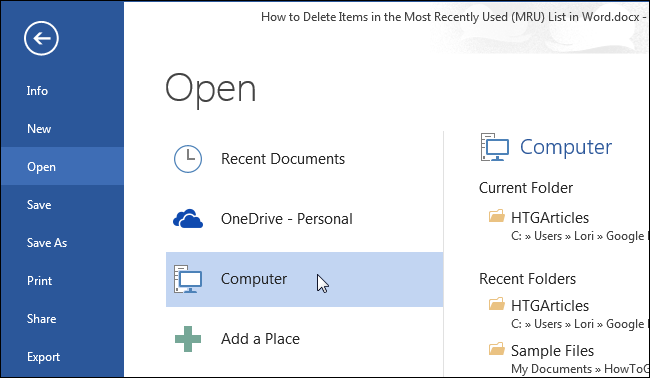 How to Delete Items in the Most Recently Used (MRU) List in Word.docx -
Info
New
Open
Save
Save As
Print
Share
Export
Open
Recent Documents
OneDrive - Personal
Computer
Add a Place
Computer
Current Folder
HTGArticles
C: » Users » Lori » Google
Recent Folders
HTGArticles
C: » Users » Lori » Google
Sample Files
My Documents » HowToG